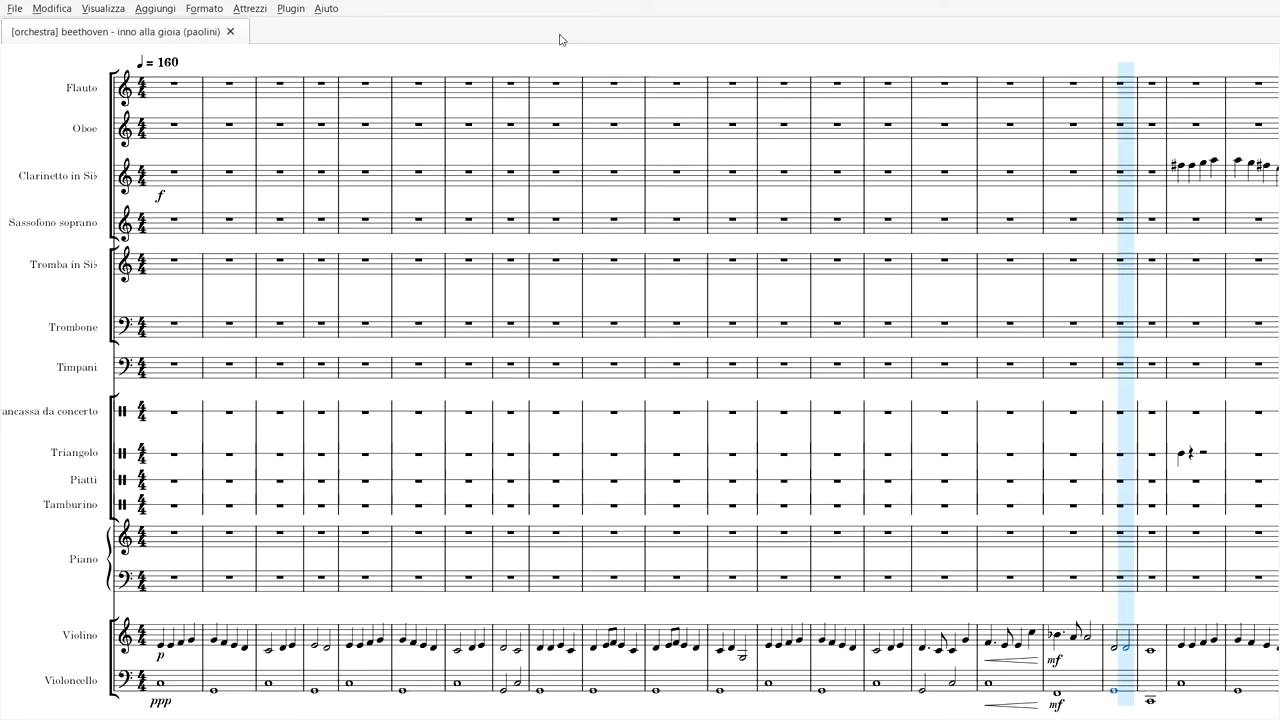 File Modifica Visualizza Aggiungi Formato Attrezzi Plugin Aiuto
[orchestra] beethoven - inno alla gioia (paolini)
= 160
Flauto
Oboe
Clarinetto in Si♭
f
Sassofono soprano
Tromba in Si♭
Trombone
Timpani
ancassa da concerto
Triangolo
Piatti
Tamburino
Piano
Violino
p mf
Violoncello
ppp mf